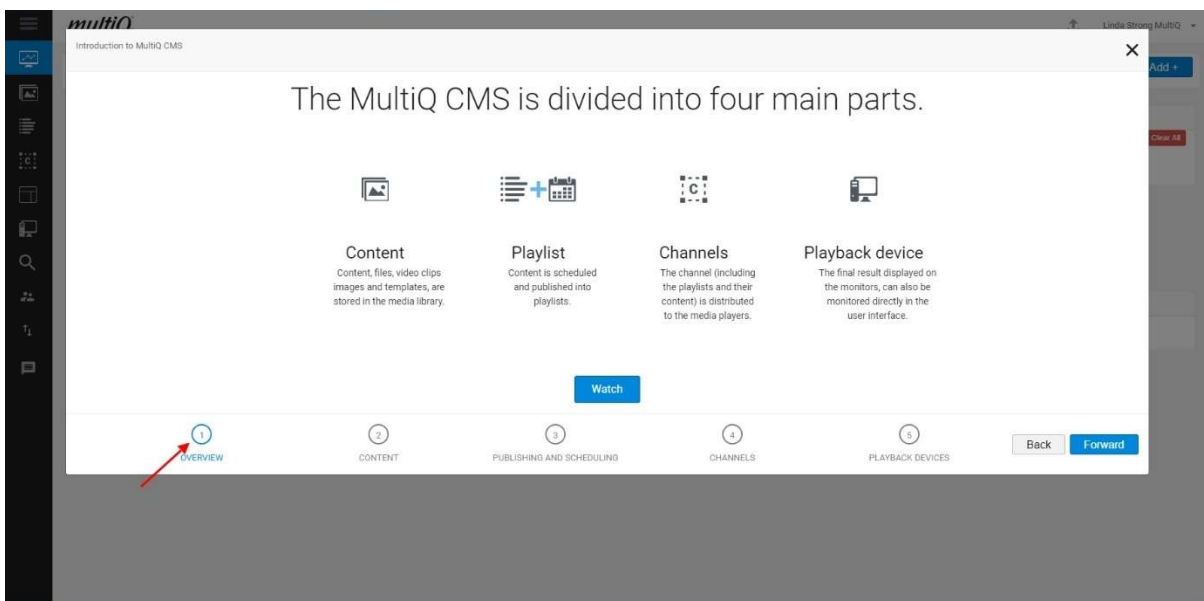 multiQ
Linda Strong MultiQ
Introduction to MultiQ CMS
Add +
The MultiQ CMS is divided into four main parts.
Clear All
C
C
Content
Content, files, video clips
images and templates, are
stored in the media library.
Playlist
Content is scheduled
and published into
playlists.
Channels
The channel (including
the playlists and their
content) is distributed
to the media players.
Playback device
The final result displayed on
the monitors, can also be
monitored directly in the
user interface.
Watch
1
OVERVIEW
2
CONTENT
3
PUBLISHING AND SCHEDULING
4
CHANNELS
5
PLAYBACK DEVICES
Back
Forward